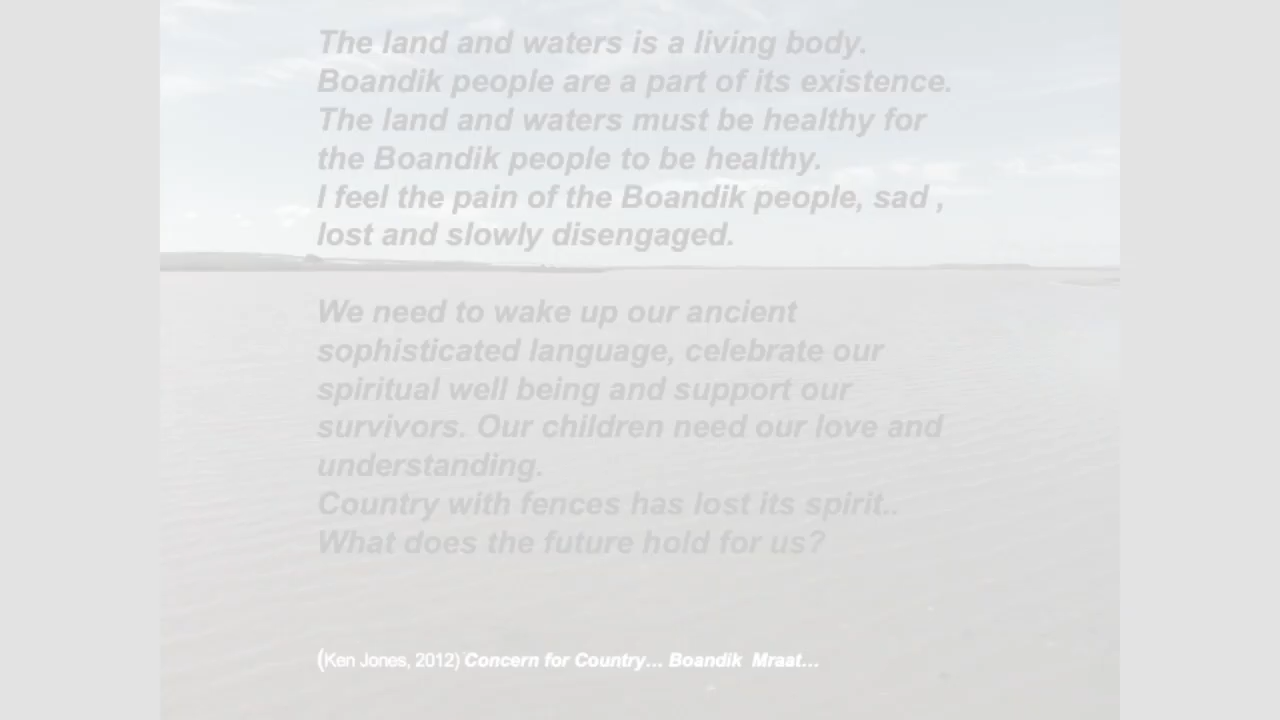 The land and waters is a living body.
Boandik people are a part of its existence.
The land and waters must be healthy for
the Boandik people to be healthy.
I feel the pain of the Boandik people, sad ,
lost and slowly disengaged.
We need to wake up our ancient
sophisticated language, celebrate our
spiritual well being and support our
survivors. Our children need our love and
understanding.
Country with fences has lost its spirit..
What does the future hold for us?
(Ken Jones, 2012) Concern for Country... Boandik  Mraat...